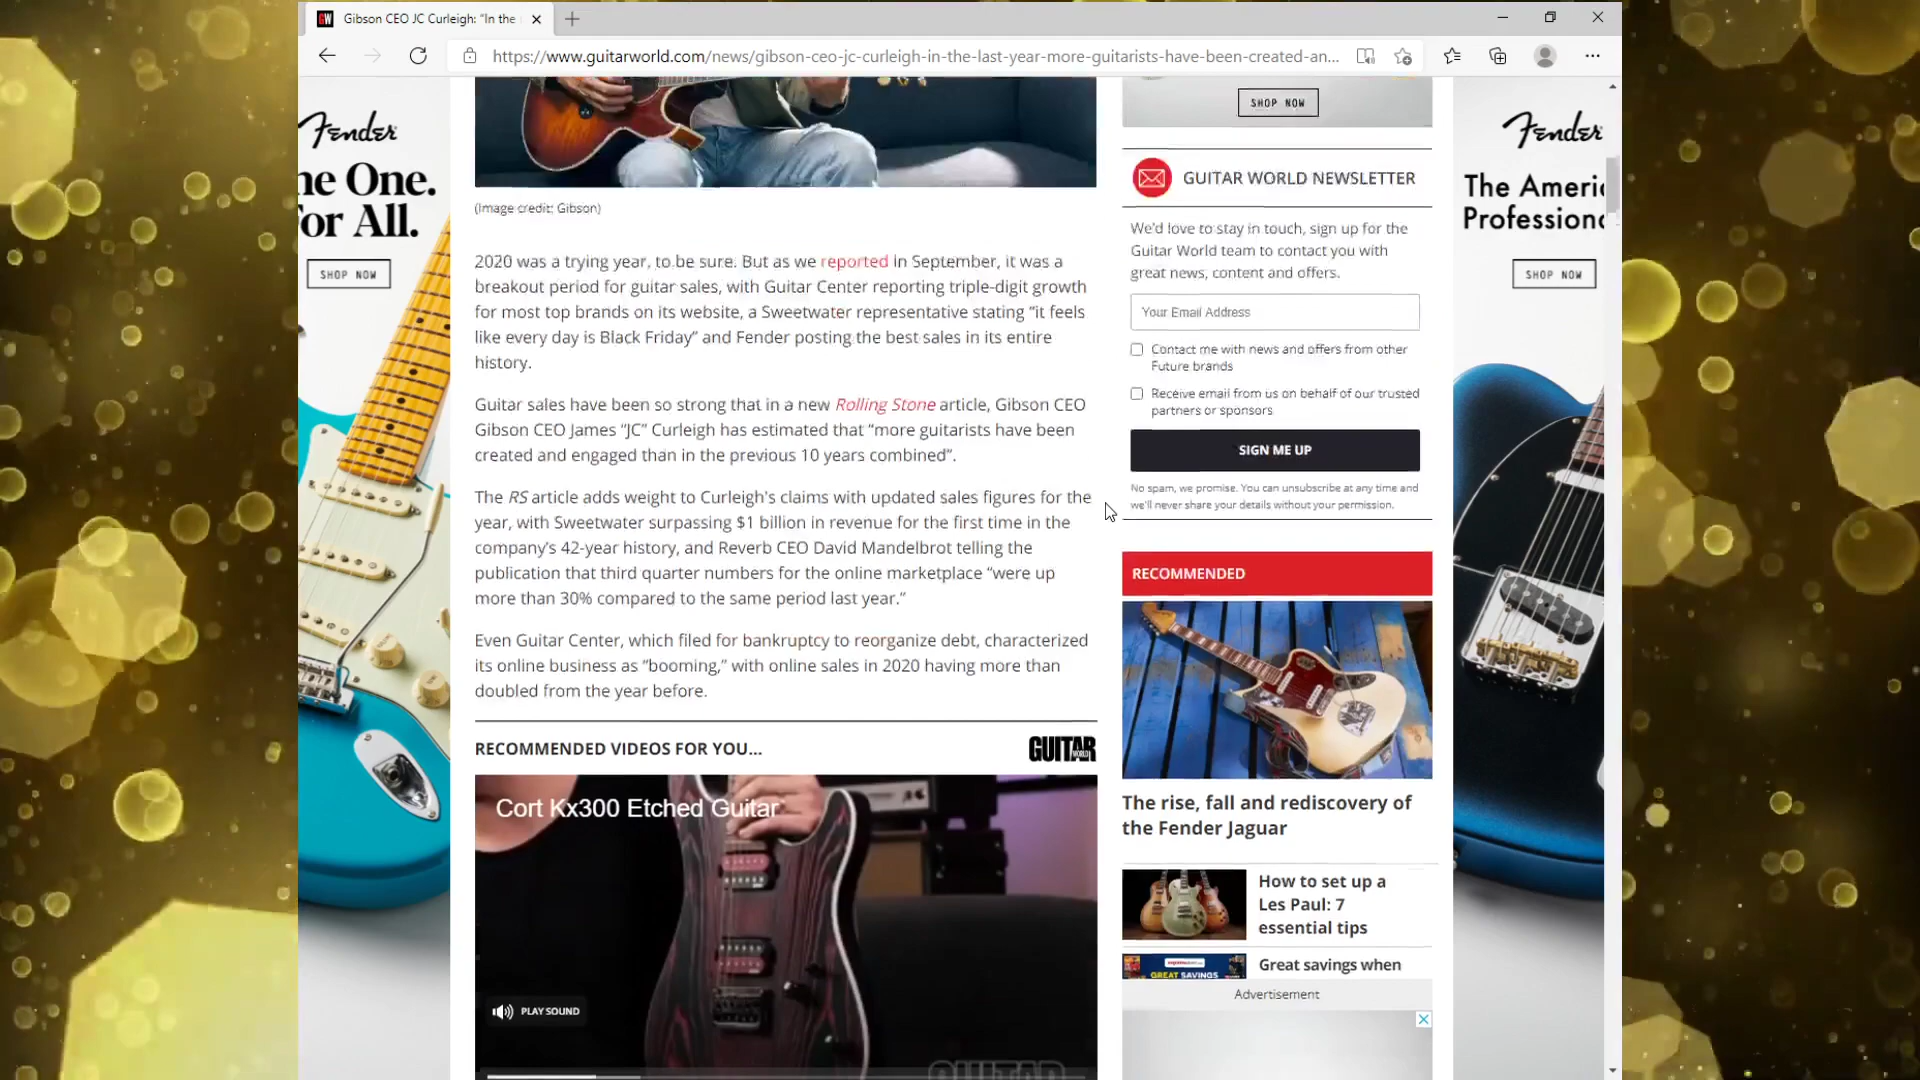 GW Gibson CEO JC Curleigh: "In the
https://www.guitarworld.com/news/gibson-ceo-jc-curleigh-in-the-last-year-more-guitarists-have-been-created-an...
Fender
ne One.
For All.
SHOP NOW
(Image credit: Gibson)
2020 was a trying year, to be sure. But as we reported in September, it was a
breakout period for guitar sales, with Guitar Center reporting triple-digit growth
for most top brands on its website, a Sweetwater representative stating “it feels
like every day is Black Friday” and Fender posting the best sales in its entire
history.
Guitar sales have been so strong that in a new Rolling Stone article, Gibson CEO
Gibson CEO James “JC” Curleigh has estimated that “more guitarists have been
created and engaged than in the previous 10 years combined”.
The RS article adds weight to Curleigh's claims with updated sales figures for the
year, with Sweetwater surpassing $1 billion in revenue for the first time in the
company's 42-year history, and Reverb CEO David Mandelbrot telling the
publication that third quarter numbers for the online marketplace “were up
more than 30% compared to the same period last year.”
Even Guitar Center, which filed for bankruptcy to reorganize debt, characterized
its online business as “booming,” with online sales in 2020 having more than
doubled from the year before.
RECOMMENDED VIDEOS FOR YOU...
GUITAR WORLD
Cort Kx300 Etched Guitar
PLAY SOUND
GUITAR
SHOP NOW
GUITAR WORLD NEWSLETTER
We'd love to stay in touch, sign up for the
Guitar World team to contact you with
great news, content and offers.
Your Email Address
Contact me with news and offers from other
Future brands
Receive email from us on behalf of our trusted
partners or sponsors
SIGN ME UP
No spam, we promise. You can unsubscribe at any time and
we'll never share your details without your permission.
RECOMMENDED
The rise, fall and rediscovery of
the Fender Jaguar
How to set up a
Les Paul: 7
essential tips
GREAT SAVINGS
Great savings when
Advertisement
Fender
The Ameri
Professiona
SHOP NOW